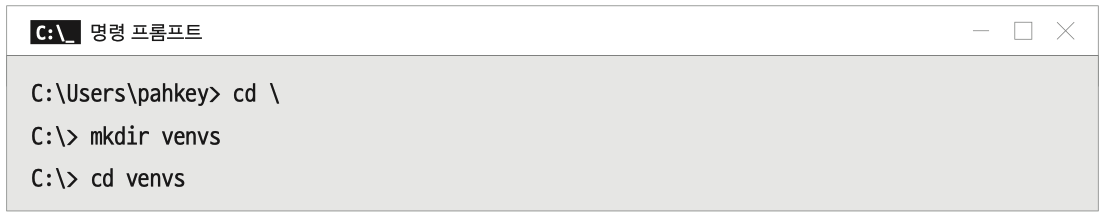 C:\_ 명령 프롬프트
C:\Users\pahkey> cd \
C:\> mkdir venvs
C:\> cd venvs